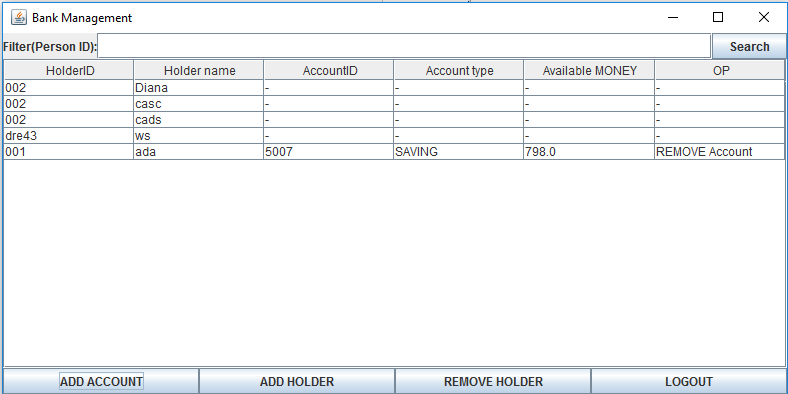 Bank Management
Filter(Person ID): Search
HolderID Holder name AccountID Account type Available MONEY OP
002 Diana - - - -
002 casc - - - -
002 cads - - - -
dre43 ws - - - -
001 ada 5007 SAVING 798.0 REMOVE Account
ADD ACCOUNT ADD HOLDER REMOVE HOLDER LOGOUT